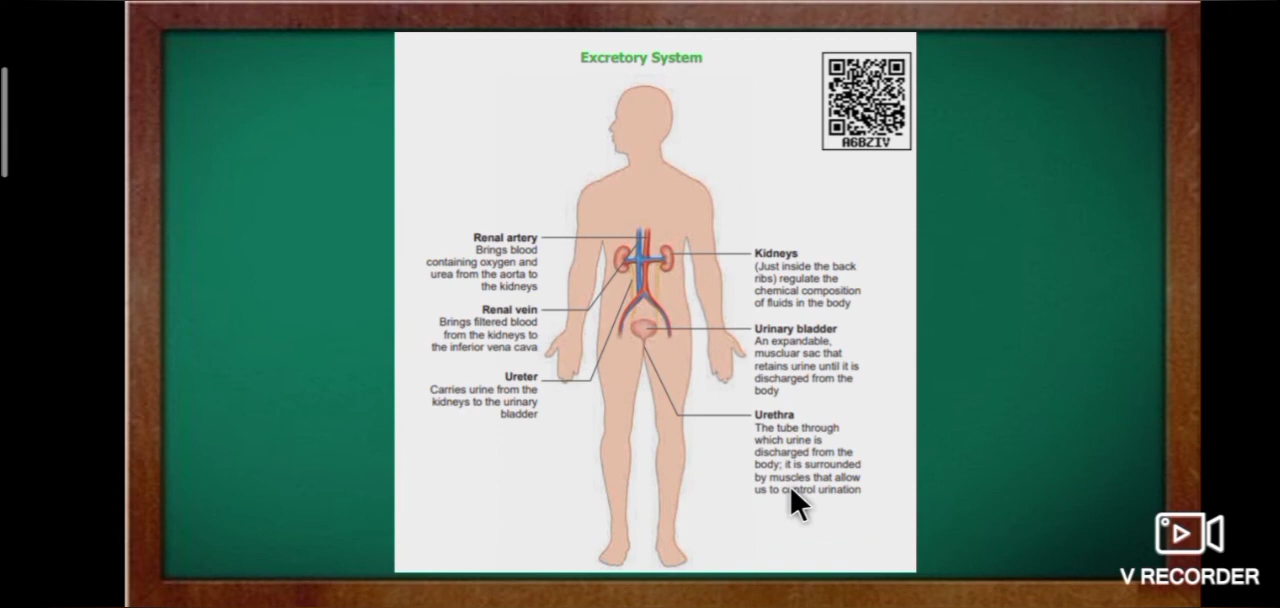 Excretory System
A6BZIV
Renal artery
Brings blood
containing oxygen and
urea from the aorta to
the kidneys
Renal vein
Brings filtered blood
from the kidneys to
the inferior vena cava
Ureter
Carries urine from the
kidneys to the urinary
bladder
Kidneys
(Just inside the back
ribs) regulate the
chemical composition
of fluids in the body
Urinary bladder
An expandable,
muscluar sac that
retains urine until it is
discharged from the
body
Urethra
The tube through
which urine is
discharged from the
body; it is surrounded
by muscles that allow
us to control urination
V RECORDER